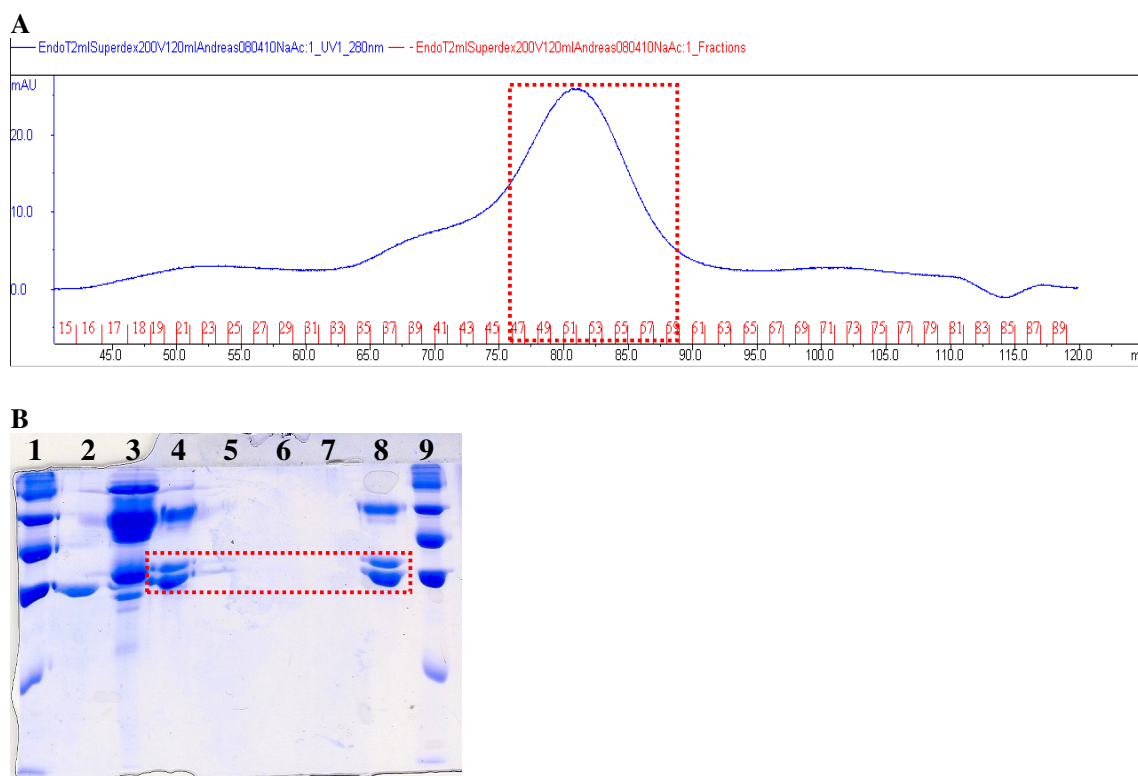 A
EndoT2mlSuperdex200V120mlAndreas080410NaAc:1_UV1_280nm EndoT2mlSuperdex200V120mlAndreas080410NaAc:1_Fractions
mAU
20.0
10.0
0.0
15 16 17 18 19 21 23 25 27 29 31 33 35 37 39 41 43 45 47 49 51 53 55 57 59 61 63 65 67 69 71 73 75 77 79 81 83 85 87 89
45.0 50.0 55.0 60.0 65.0 70.0 75.0 80.0 85.0 90.0 95.0 100.0 105.0 110.0 115.0 120.0 m
B
1 2 3 4 5 6 7 8 9